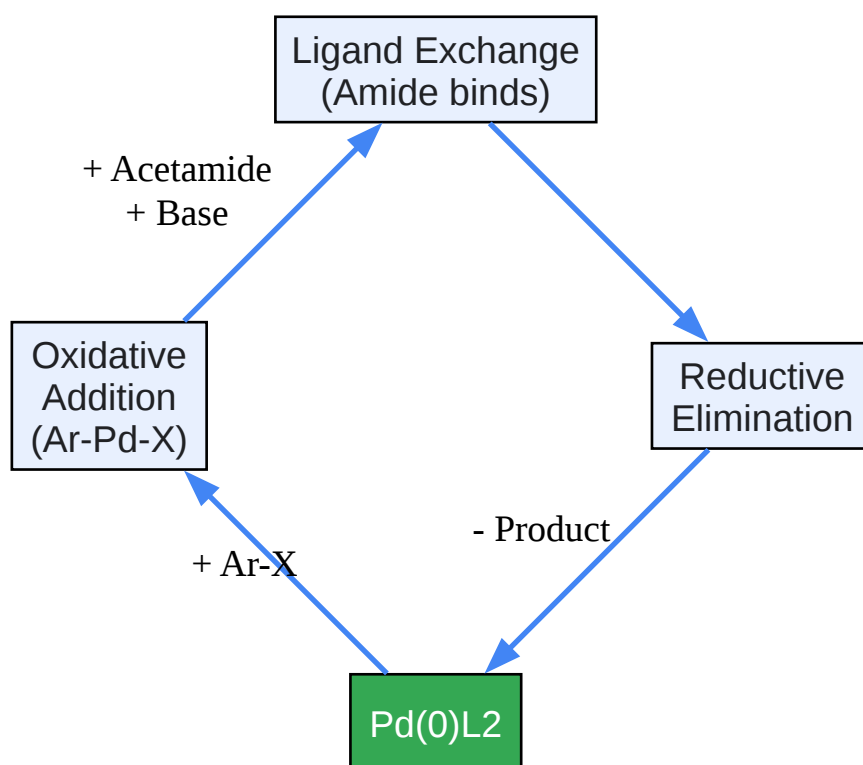 Ligand Exchange
(Amide binds)
+ Acetamide
+ Base
Oxidative
Addition
(Ar-Pd-X)
Reductive
Elimination
- Product
+ Ar-X
Pd(0)L2